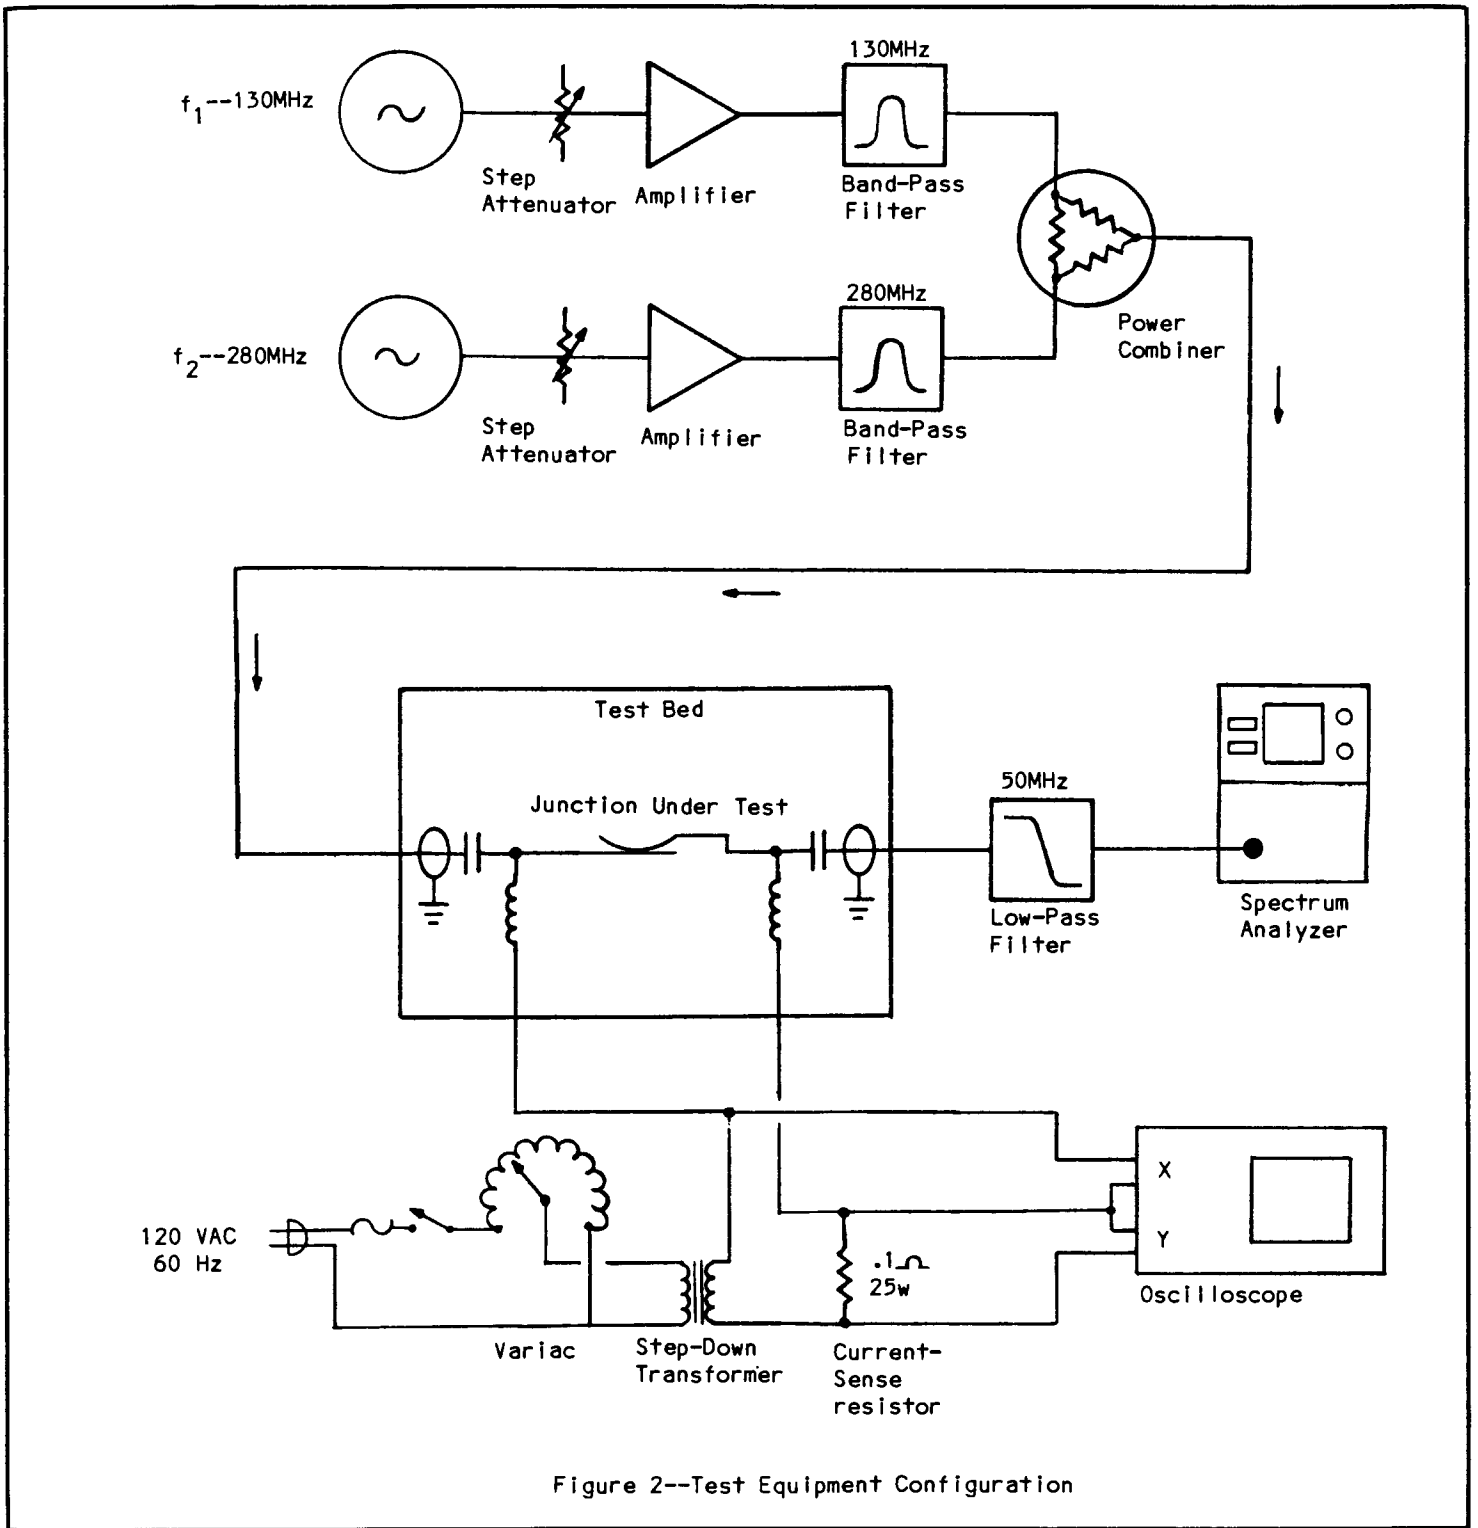 130MHz
f1--130MHz
Step
Attenuator
Amplifier
Band-Pass
Filter
280MHz
f2--280MHz
Power
Combiner
Step
Attenuator
Amplifier
Band-Pass
Filter
Test Bed
Junction Under Test
50MHz
Low-Pass
Filter
Spectrum
Analyzer
X
Y
120 VAC
60 Hz
.1Ω
25w
Oscilloscope
Variac
Step-Down
Transformer
Current-
Sense
resistor
Figure 2--Test Equipment Configuration